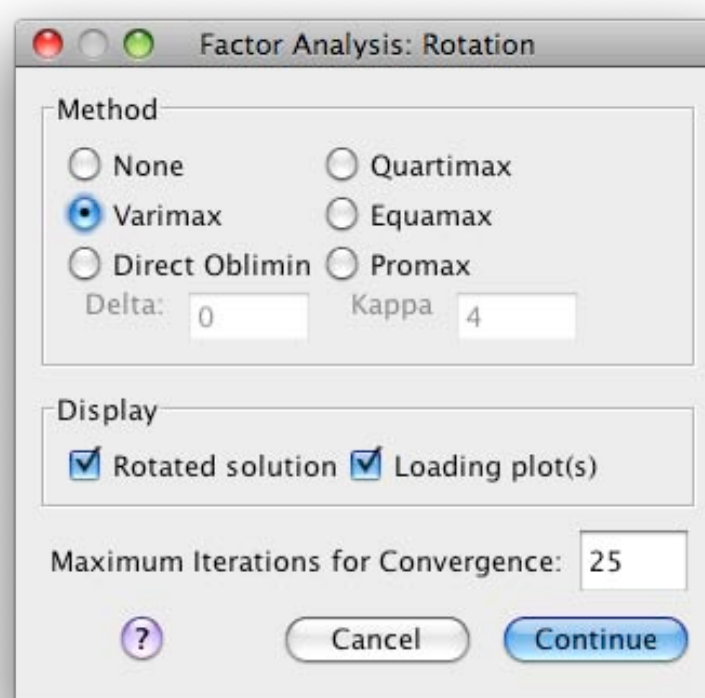 Factor Analysis: Rotation
Method
None Quartimax
Varimax Equamax
Direct Oblimin Promax
Delta: 0 Kappa 4
Display
Rotated solution Loading plot(s)
Maximum Iterations for Convergence: 25
? Cancel Continue